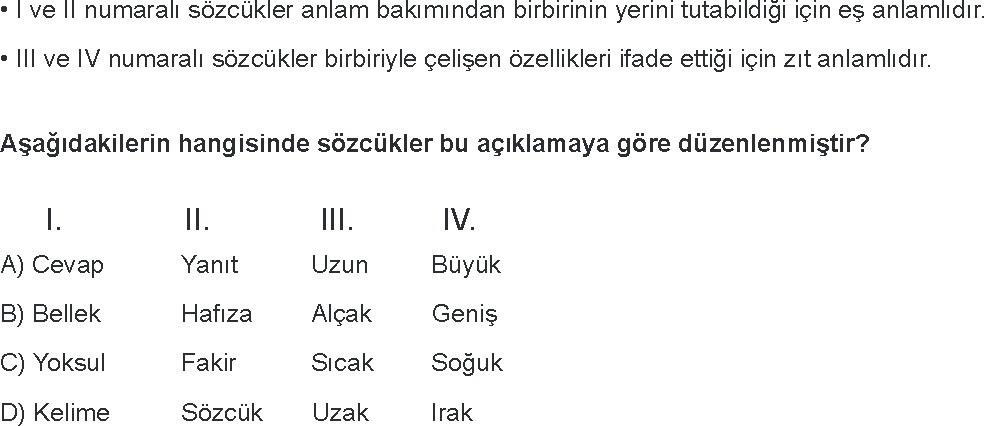 • I ve II numaralı sözcükler anlam bakımından birbirinin yerini tutabildiği için eş anlamlıdır.
• III ve IV numaralı sözcükler birbiriyle çelişen özellikleri ifade ettiği için zıt anlamlıdır.
Aşağıdakilerin hangisinde sözcükler bu açıklamaya göre düzenlenmiştir?
I. II. III. IV.
A) Cevap Yanıt Uzun Büyük
B) Bellek Hafıza Alçak Geniş
C) Yoksul Fakir Sıcak Soğuk
D) Kelime Sözcük Uzak Irak